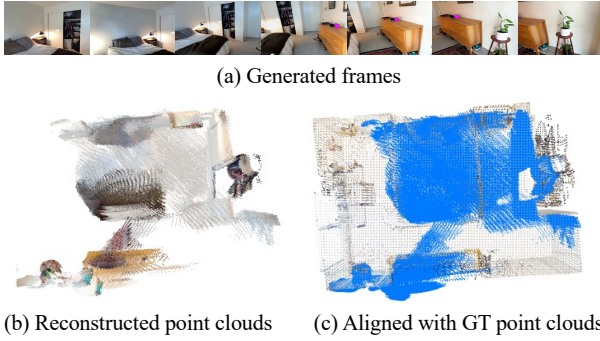 (a) Generated frames
(b) Reconstructed point clouds
(c) Aligned with GT point clouds